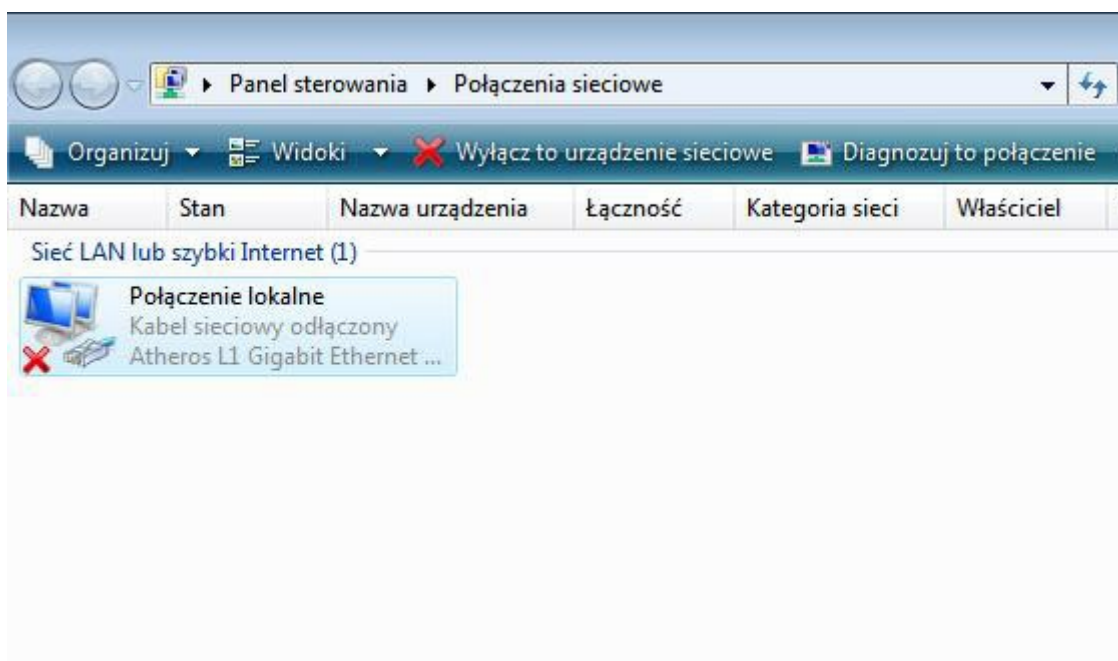 Panel sterowania Połączenia sieciowe
Organizuj Widoki Wyłącz to urządzenie sieciowe Diagnozuj to połączenie
Nazwa Stan Nazwa urządzenia Łączność Kategoria sieci Właściciel
Sieć LAN lub szybki Internet (1)
Połączenie lokalne
Kabel sieciowy odłączony
Atheros L1 Gigabit Ethernet ...